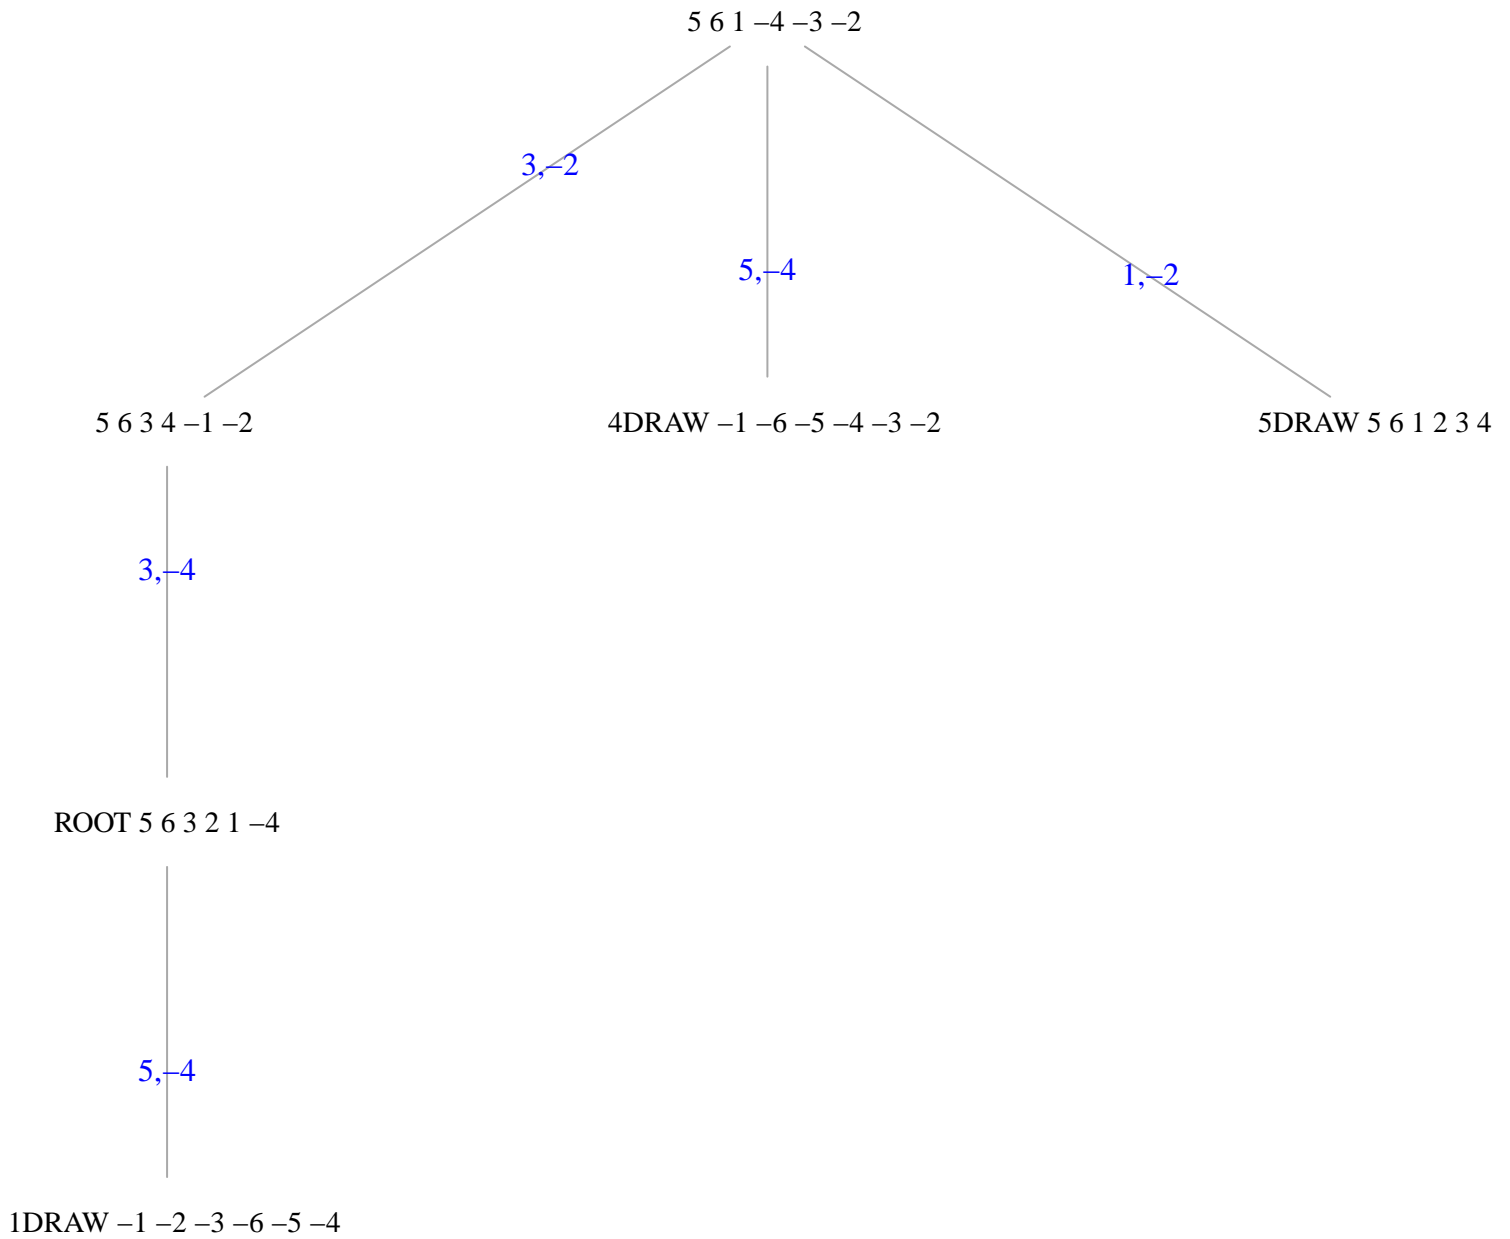 5 6 1 –4 –3 –2
3,–2
5,–4
1,–2
5 6 3 4 –1 –2
4DRAW –1 –6 –5 –4 –3 –2
5DRAW 5 6 1 2 3 4
3,–4
ROOT 5 6 3 2 1 –4
5,–4
1DRAW –1 –2 –3 –6 –5 –4